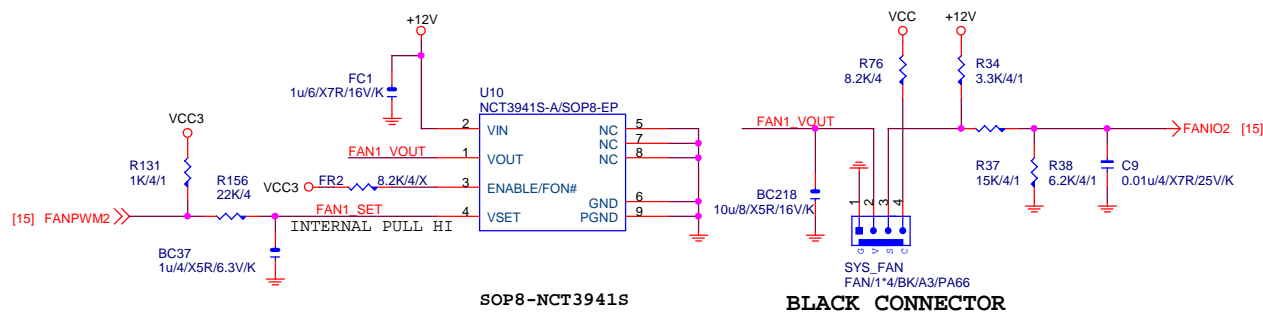 +12V
FC1
1u/6/X7R/16V/K
U10
NCT3941S-A/SOP8-EP
2 VIN
1 VOUT
3 ENABLE/FON#
4 VSET
NC 5
NC 7
NC 8
GND 6
PGND 9
FAN1_VOUT
VCC3
R131
1K/4/1
R156
22K/4
VCC3
FR2
8.2K/4/X
[15] FANPWM2
FAN1_SET
INTERNAL PULL HI
BC37
1u/4/X5R/6.3V/K
SOP8-NCT3941S
VCC
+12V
R76
8.2K/4
R34
3.3K/4/1
FAN1_VOUT
FANIO2 [15]
R37
15K/4/1
R38
6.2K/4/1
C9
0.01u/4/X7R/25V/K
BC218
10u/8/X5R/16V/K
1 2 3 4
G V S C
SYS_FAN
FAN/1*4/BK/A3/PA66
BLACK CONNECTOR